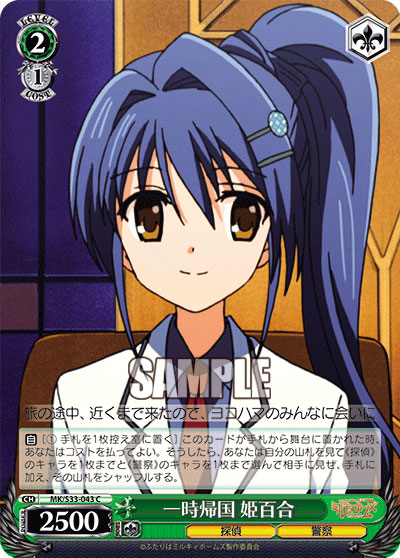 LEVEL
2
1
COST
SAMPLE
旅の途中、近くまで来たので、ヨコハマのみんなに会いに
自 [① 手札を1枚控え室に置く] このカードが手札から舞台に置かれた時、
あなたはコストを払ってよい。そうしたら、あなたは自分の山札を見て《探偵》
のキャラを1枚までと《警察》のキャラを1枚まで選んで相手に見せ、手札に
加え、その山札をシャッフルする。
CH MK/S33-043 C
POWER
2500
一時帰国 姫百合
探偵
警察
©ふたりはミルキィホームズ製作委員会